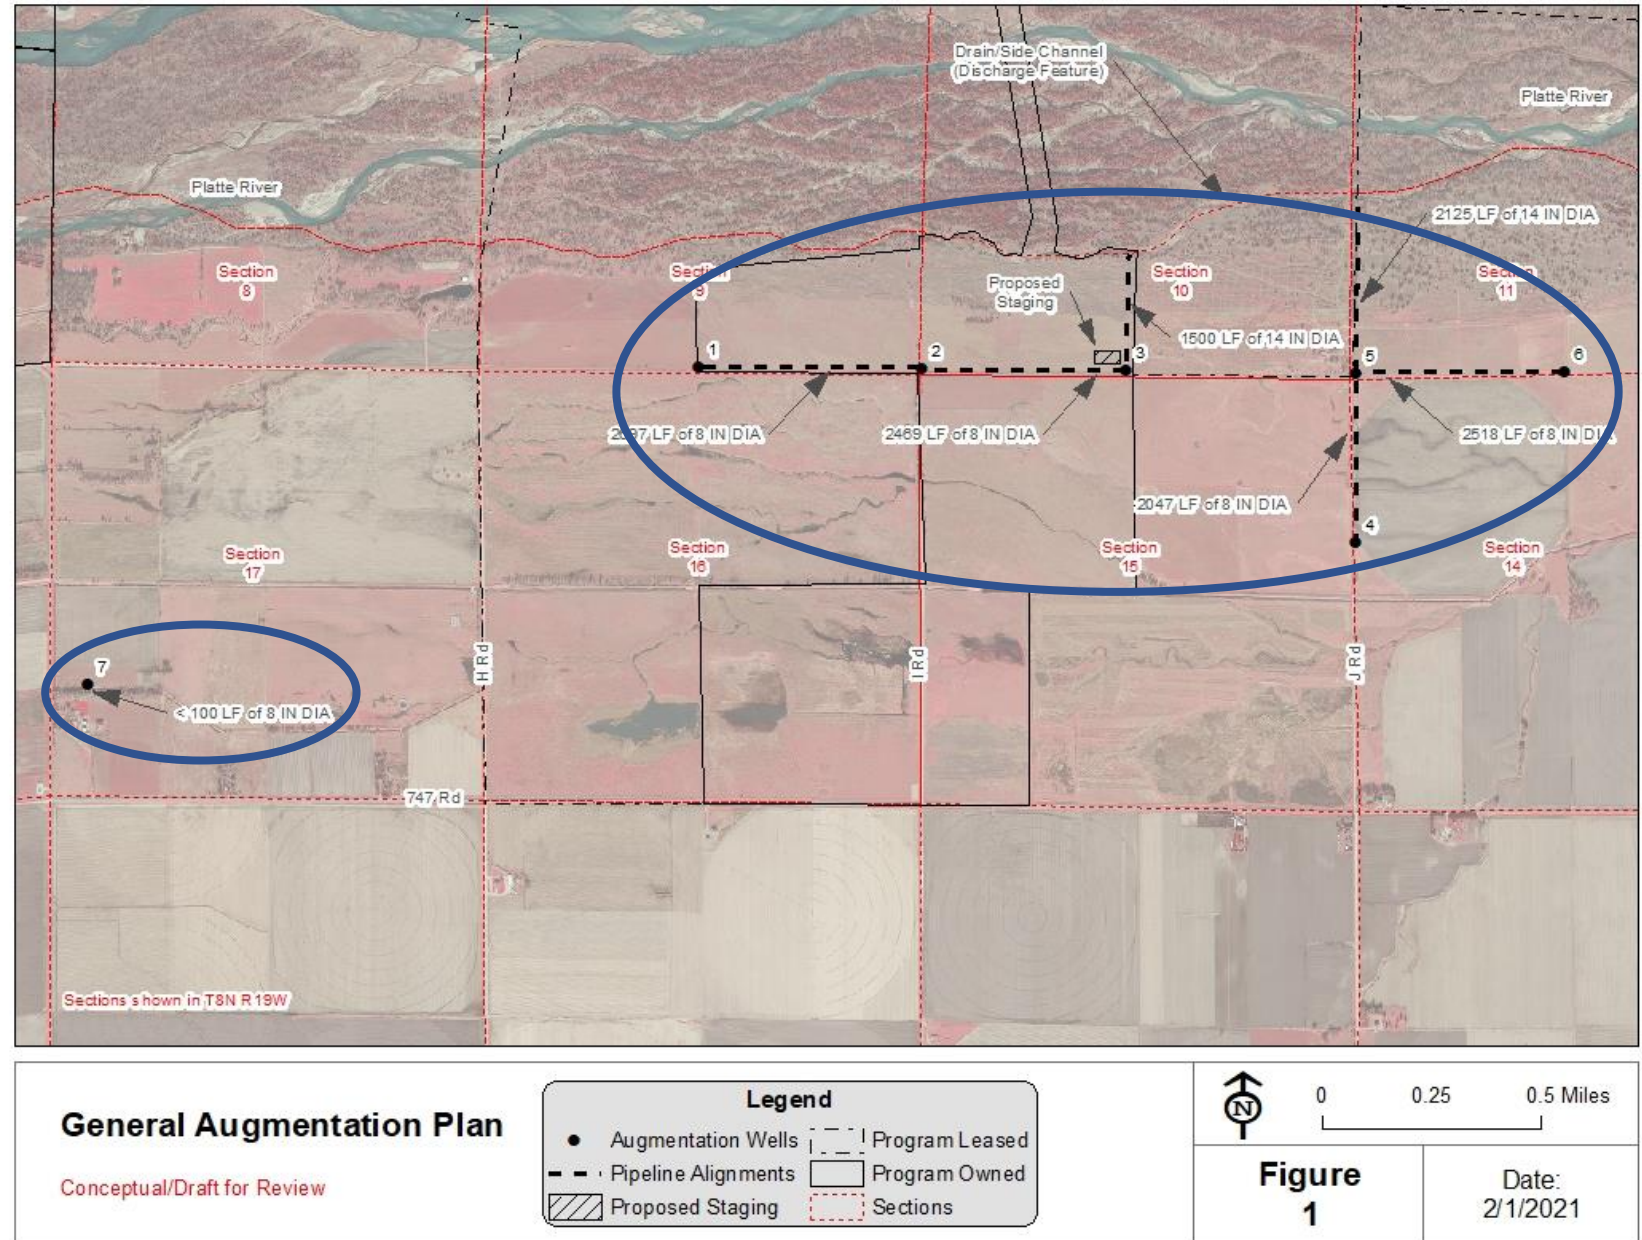 Drain/Side Channel
(Discharge Feature)
Platte River
Platte River
2125 LF of 14 IN DIA
Section
8
Section
9
Proposed
Staging
Section
10
Section
11
1500 LF of 14 IN DIA
1
2
3
5
6
LF of 8 IN DIA
2469 LF of 8 IN DIA
2518 LF of 8 IN DIA
2047 LF of 8 IN DIA
4
Section
17
Section
16
Section
15
Section
14
7
H Rd
I Rd
J Rd
< 100 LF of 8 IN DIA
747 Rd
Sections shown in T8N R19W
General Augmentation Plan
Conceptual/Draft for Review
Legend
Augmentation Wells
Program Leased
Pipeline Alignments
Program Owned
Proposed Staging
Sections
N
0 0.25 0.5 Miles
Figure
1
Date:
2/1/2021